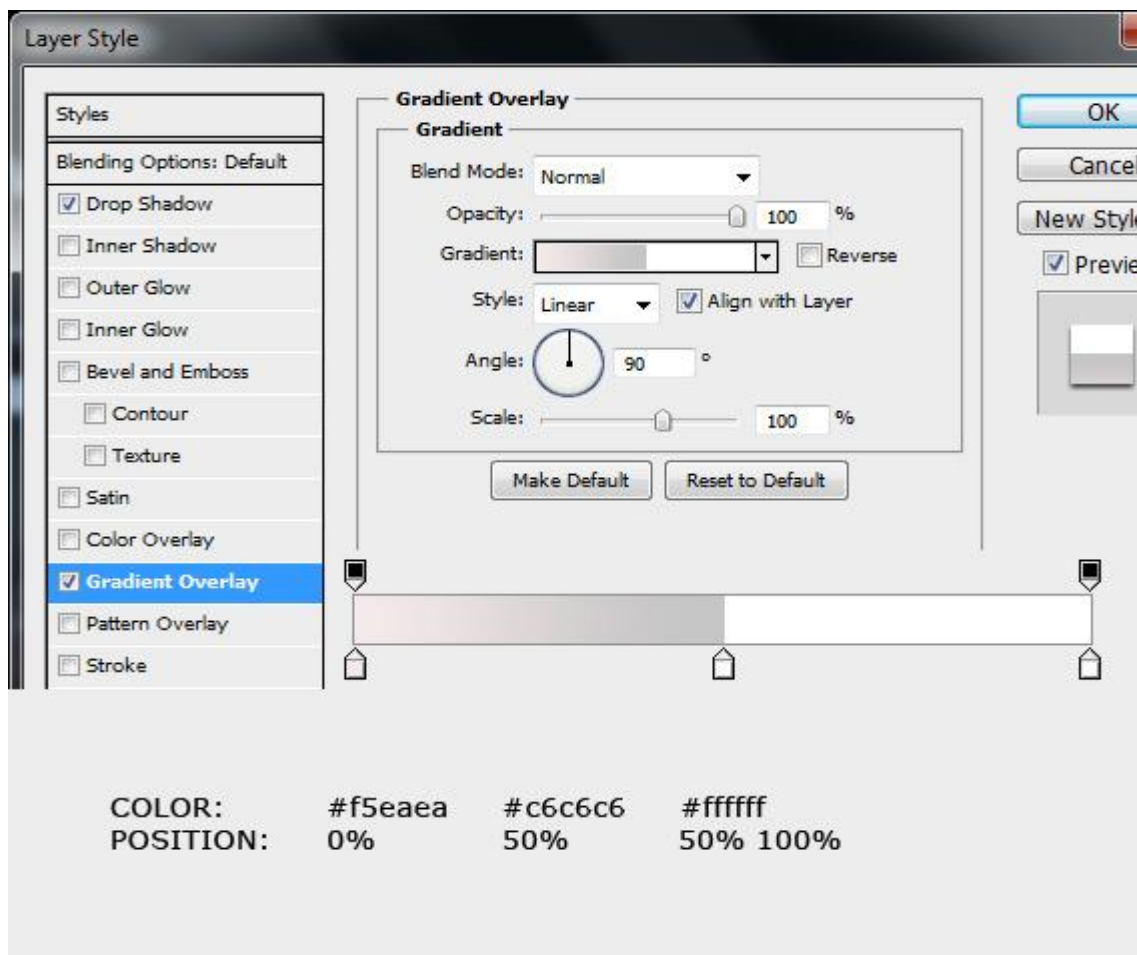 Layer Style
Styles
Blending Options: Default
Drop Shadow
Inner Shadow
Outer Glow
Inner Glow
Bevel and Emboss
Contour
Texture
Satin
Color Overlay
Gradient Overlay
Pattern Overlay
Stroke
Gradient Overlay
Gradient
Blend Mode: Normal
Opacity: 100 %
Gradient: Reverse
Style: Linear Align with Layer
Angle: 90 °
Scale: 100 %
Make Default Reset to Default
OK
Cancel
New Style
Previe
COLOR: #f5eaea #c6c6c6 #ffffff
POSITION: 0% 50% 50% 100%